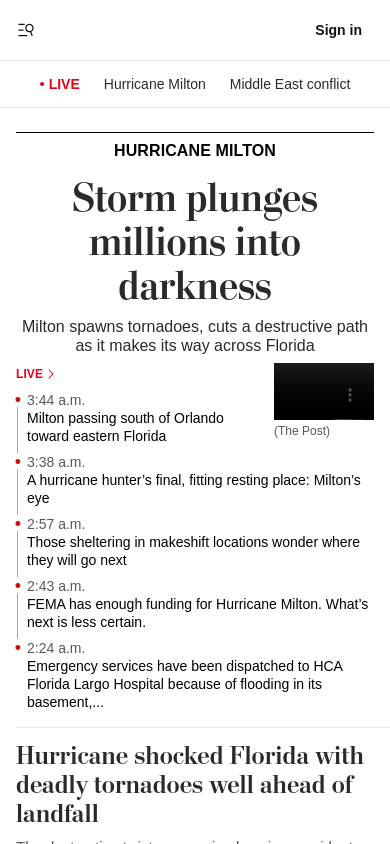 Sign in
• LIVE Hurricane Milton Middle East conflict
HURRICANE MILTON
Storm plunges
millions into
darkness
Milton spawns tornadoes, cuts a destructive path
as it makes its way across Florida
LIVE
(The Post)
3:44 a.m.
Milton passing south of Orlando
toward eastern Florida
3:38 a.m.
A hurricane hunter’s final, fitting resting place: Milton’s
eye
2:57 a.m.
Those sheltering in makeshift locations wonder where
they will go next
2:43 a.m.
FEMA has enough funding for Hurricane Milton. What’s
next is less certain.
2:24 a.m.
Emergency services have been dispatched to HCA
Florida Largo Hospital because of flooding in its
basement,...
Hurricane shocked Florida with
deadly tornadoes well ahead of
landfall